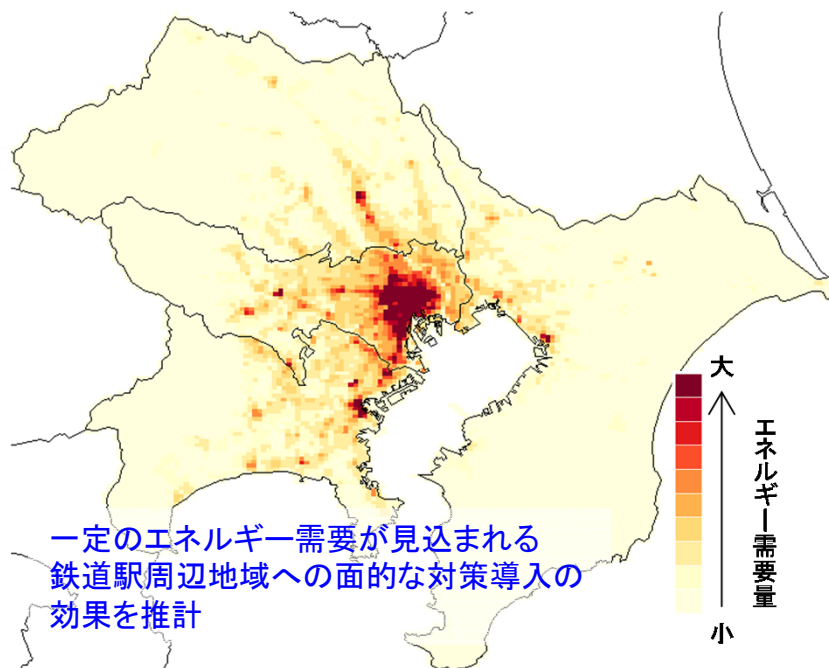 大
エネルギー需要量
小
一定のエネルギー需要が見込まれる
鉄道駅周辺地域への面的な対策導入の
効果を推計